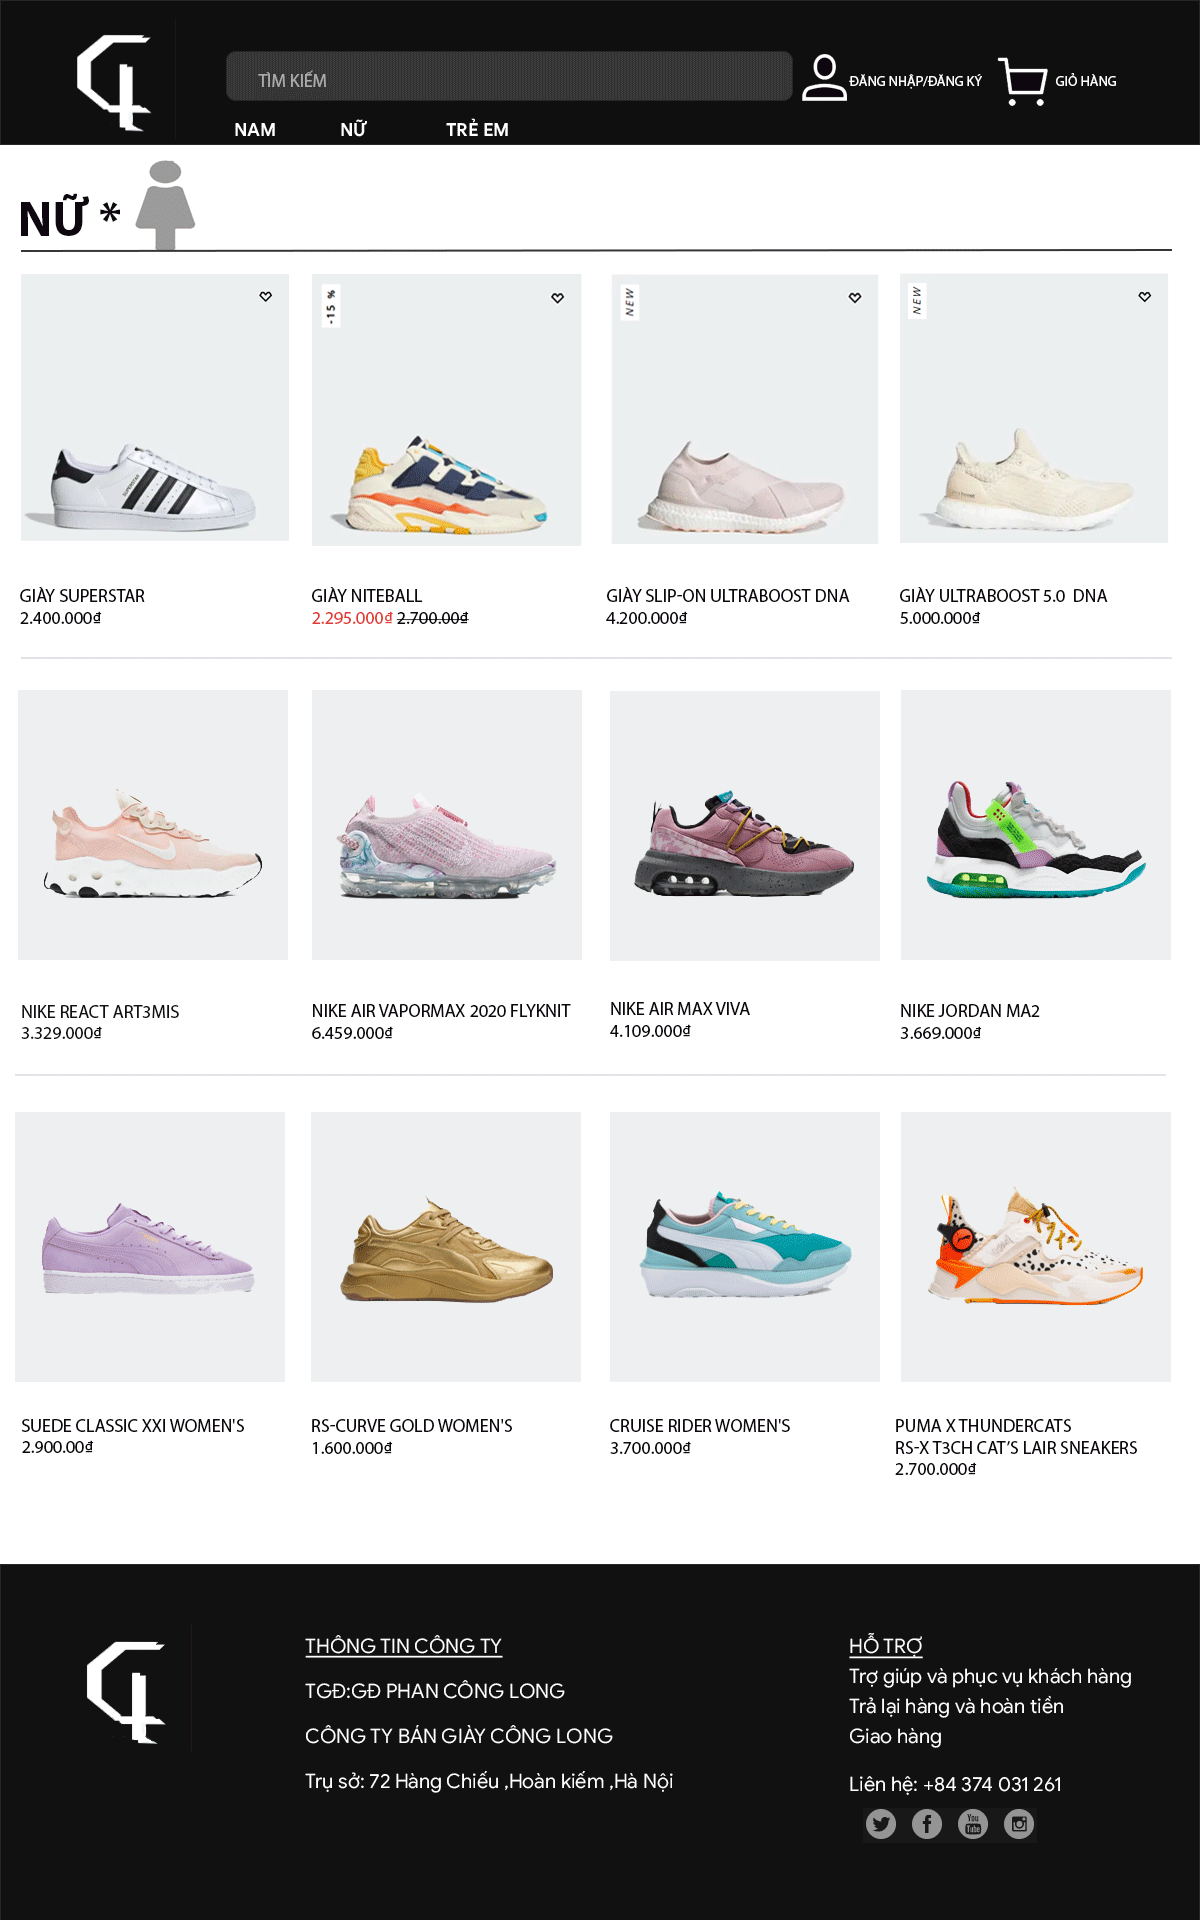 TÌM KIẾM
ĐĂNG NHẬP/ĐĂNG KÝ
GIỎ HÀNG
NAM
NỮ
TRẺ EM
NỮ *
-15 %
NEW
NEW
SUPERSTAR
GIÀY SUPERSTAR
2.400.000₫
GIÀY NITEBALL
2.295.000₫ 2.700.00₫
GIÀY SLIP-ON ULTRABOOST DNA
4.200.000₫
GIÀY ULTRABOOST 5.0 DNA
5.000.000₫
NIKE REACT ART3MIS
3.329.000₫
NIKE AIR VAPORMAX 2020 FLYKNIT
6.459.000₫
NIKE AIR MAX VIVA
4.109.000₫
NIKE JORDAN MA2
3.669.000₫
SUEDE CLASSIC XXI WOMEN'S
2.900.00₫
RS-CURVE GOLD WOMEN'S
1.600.000₫
CRUISE RIDER WOMEN'S
3.700.000₫
PUMA X THUNDERCATS
RS-X T3CH CAT’S LAIR SNEAKERS
2.700.000₫
THÔNG TIN CÔNG TY
TGĐ:GĐ PHAN CÔNG LONG
CÔNG TY BÁN GIÀY CÔNG LONG
Trụ sở: 72 Hàng Chiếu ,Hoàn kiếm ,Hà Nội
HỖ TRỢ
Trợ giúp và phục vụ khách hàng
Trả lại hàng và hoàn tiền
Giao hàng
Liên hệ: +84 374 031 261
You
Tube